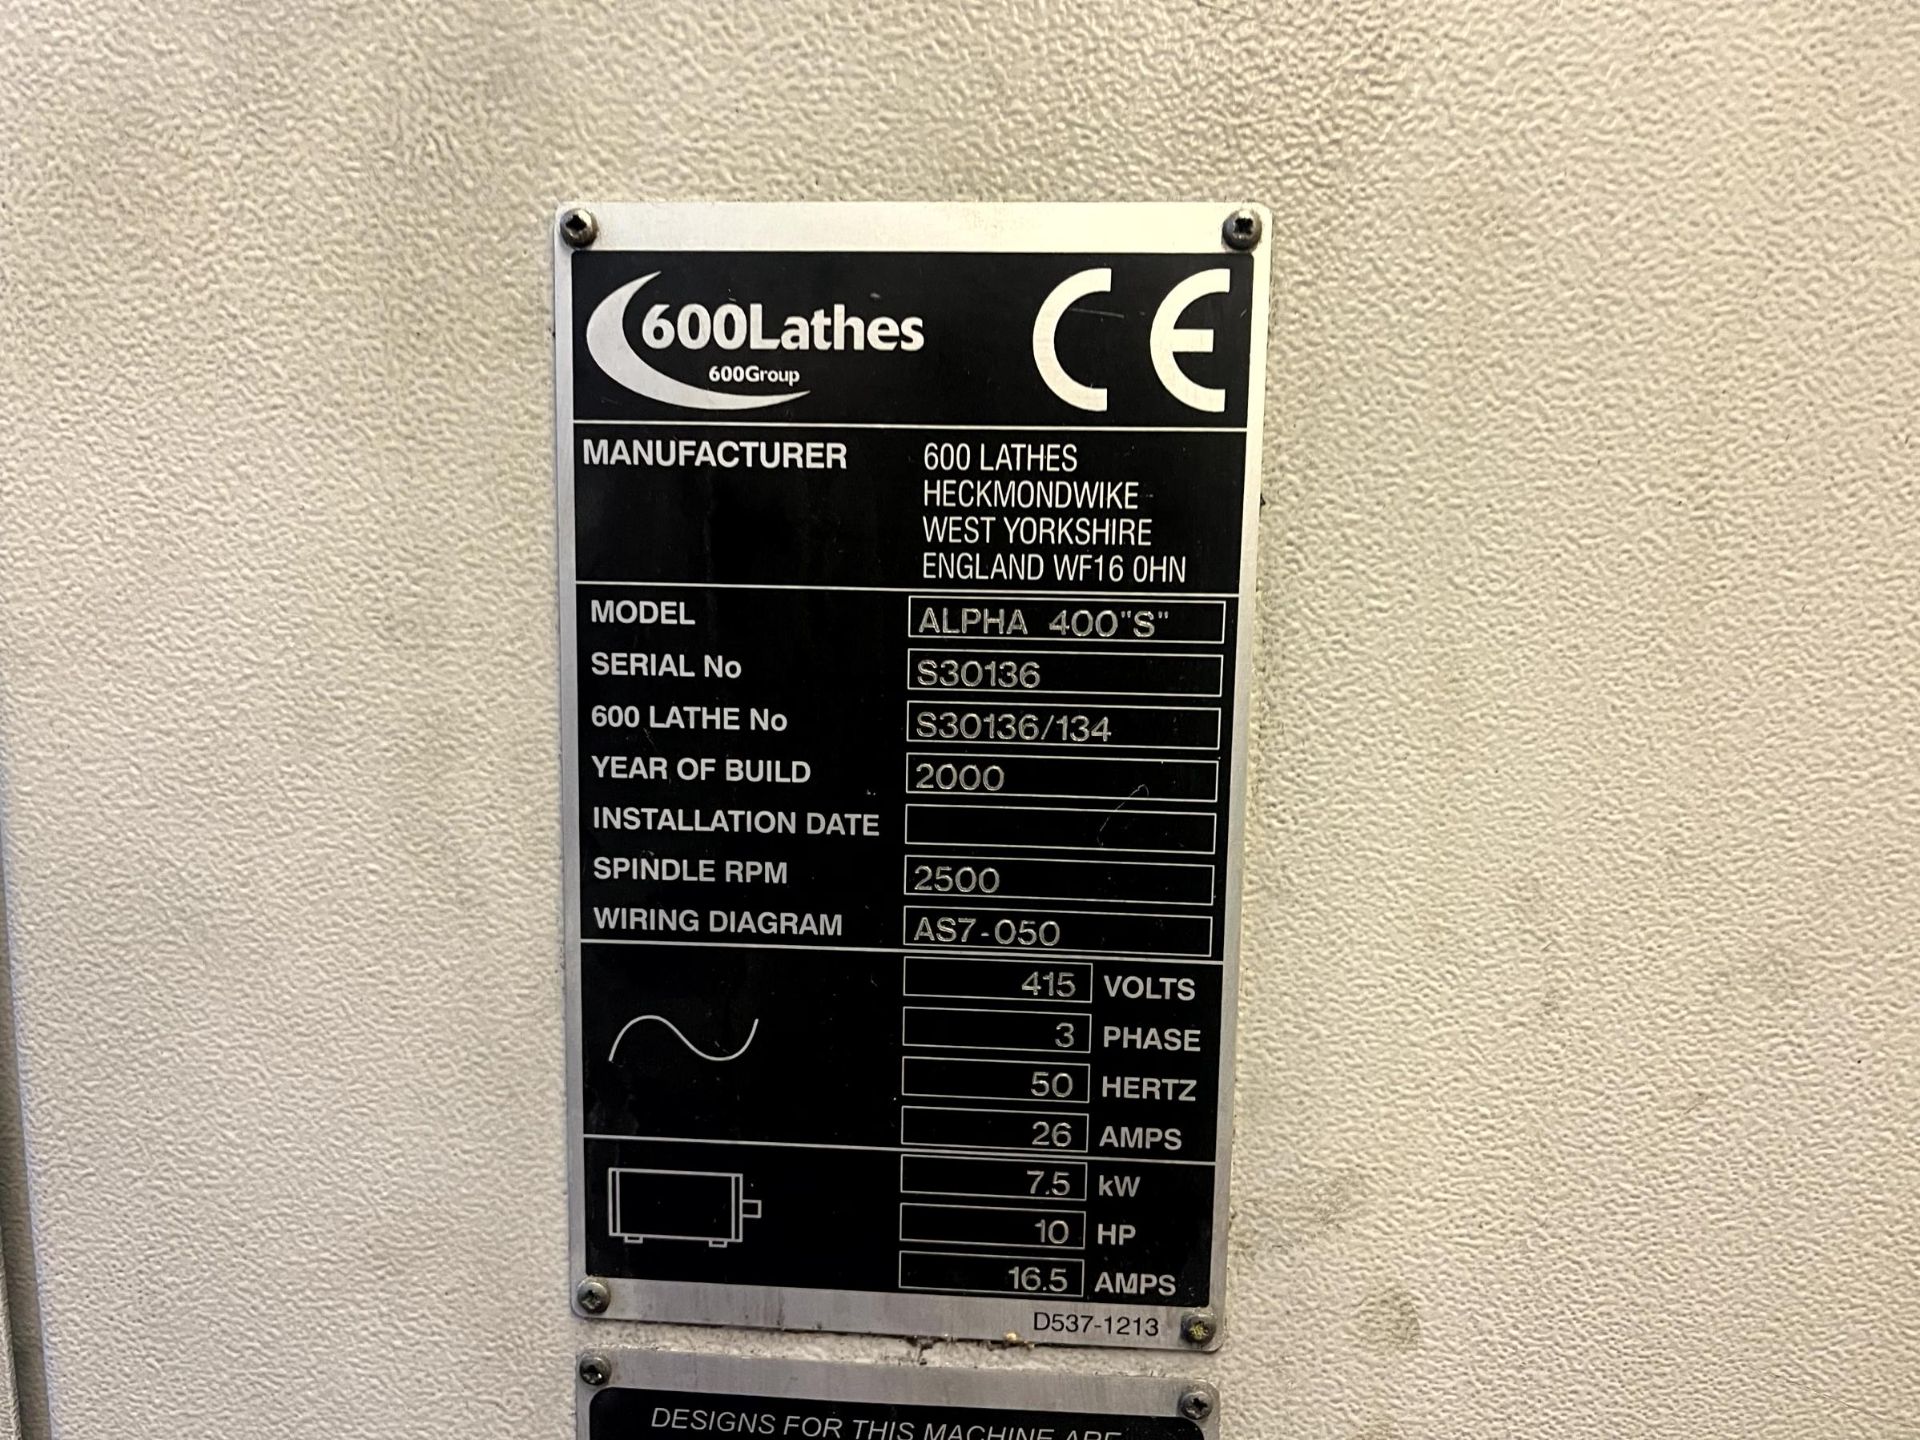 600Lathes
600Group
CE
MANUFACTURER 600 LATHES
HECKMONDWIKE
WEST YORKSHIRE
ENGLAND WF16 0HN
MODEL ALPHA 400"S"
SERIAL No S30136
600 LATHE No S30136/134
YEAR OF BUILD 2000
INSTALLATION DATE
SPINDLE RPM 2500
WIRING DIAGRAM AS7-050
415 VOLTS
3 PHASE
50 HERTZ
26 AMPS
7.5 kW
10 HP
16.5 AMPS
D537-1213
DESIGNS FOR THIS MACHINE ARE